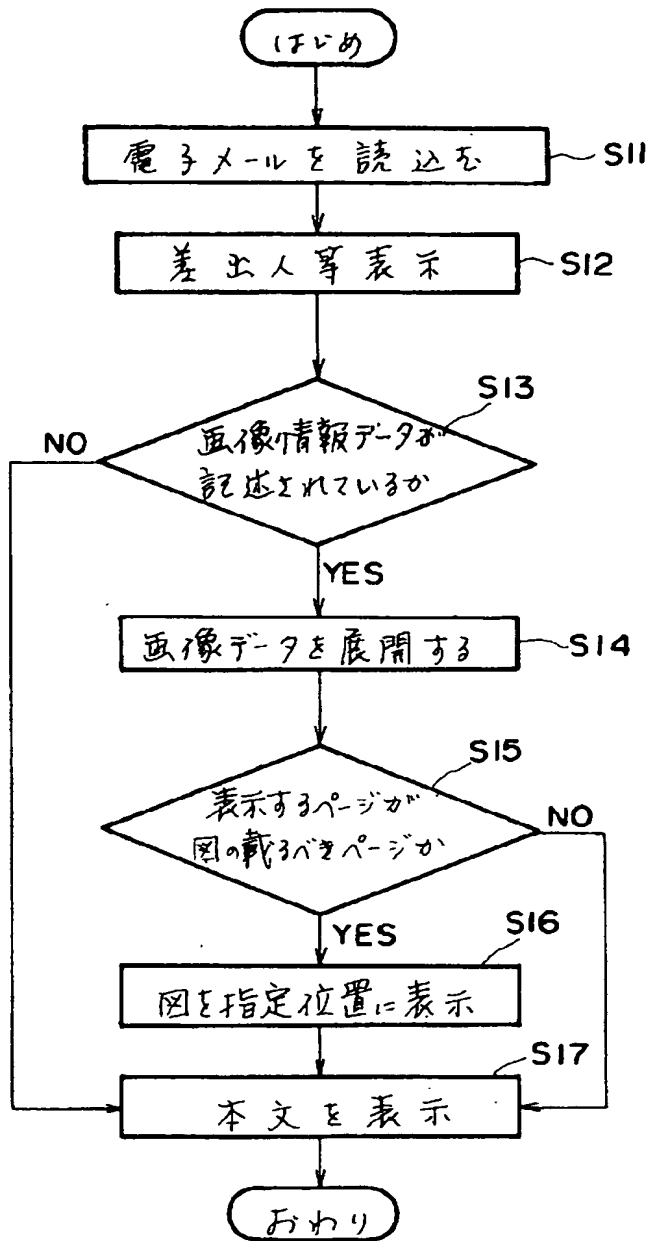 はじめ
電子メールを読込む
S11
差出人等表示
S12
S13
画像情報データが
記述されているか
NO
YES
画像データを展開する
S14
S15
表示するページが
図の載るべきページか
NO
YES
S16
図を指定位置に表示
S17
本文を表示
おわり